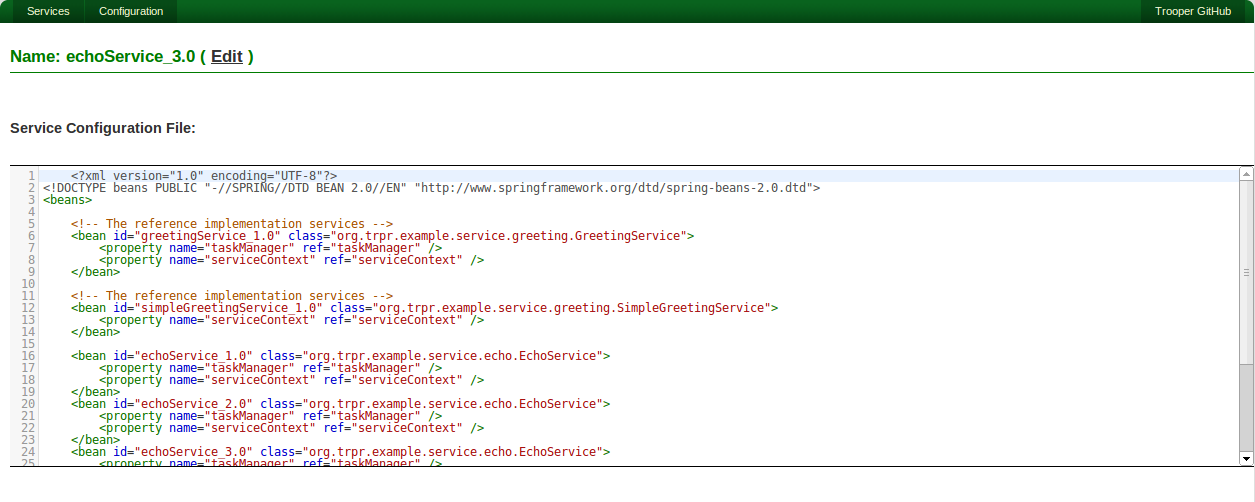 Services Configuration Trooper GitHub
Name: echoService_3.0 ( Edit )
Service Configuration File:
1     <?xml version="1.0" encoding="UTF-8"?>
2 <!DOCTYPE beans PUBLIC "-//SPRING//DTD BEAN 2.0//EN" "http://www.springframework.org/dtd/spring-beans-2.0.dtd">
3 <beans>
4
5     <!-- The reference implementation services -->
6     <bean id="greetingService_1.0" class="org.trpr.example.service.greeting.GreetingService">
7         <property name="taskManager" ref="taskManager" />
8         <property name="serviceContext" ref="serviceContext" />
9     </bean>
10
11     <!-- The reference implementation services -->
12     <bean id="simpleGreetingService_1.0" class="org.trpr.example.service.greeting.SimpleGreetingService">
13         <property name="serviceContext" ref="serviceContext" />
14     </bean>
15
16     <bean id="echoService_1.0" class="org.trpr.example.service.echo.EchoService">
17         <property name="taskManager" ref="taskManager" />
18         <property name="serviceContext" ref="serviceContext" />
19     </bean>
20     <bean id="echoService_2.0" class="org.trpr.example.service.echo.EchoService">
21         <property name="taskManager" ref="taskManager" />
22         <property name="serviceContext" ref="serviceContext" />
23     </bean>
24     <bean id="echoService_3.0" class="org.trpr.example.service.echo.EchoService">
25         <property name="taskManager" ref="taskManager" />